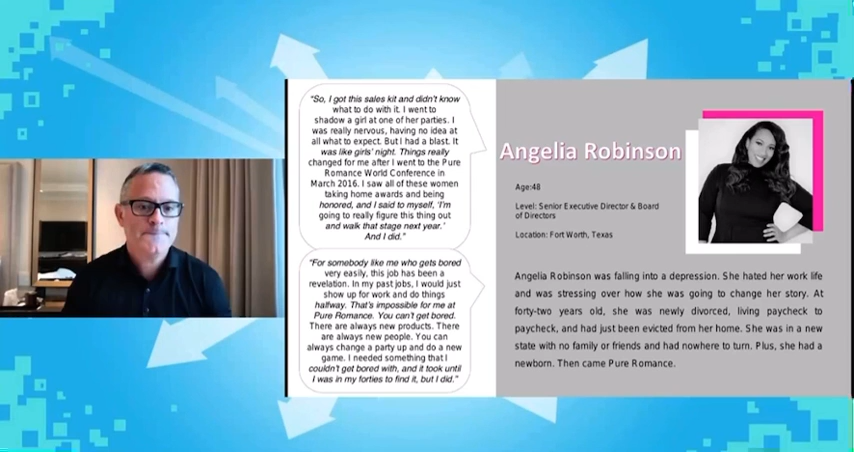 "So, I got this sales kit and didn't know
what to do with it. I went to
shadow a girl at one of her parties. I
was really nervous, having no idea at
all what to expect. But I had a blast. It
was like girls' night. Things really
changed for me after I went to the Pure
Romance World Conference in
March 2016. I saw all of these women
taking home awards and being
honored, and I said to myself, 'I'm
going to really figure this thing out
and walk that stage next year.'
And I did."
"For somebody like me who gets bored
very easily, this job has been a
revelation. In my past jobs, I would just
show up for work and do things
halfway. That's impossible for me at
Pure Romance. You can't get bored.
There are always new products. There
are always new people. You can
always change a party up and do a new
game. I needed something that I
couldn't get bored with, and it took until
I was in my forties to find it, but I did."
Angelia Robinson
Age:48
Level: Senior Executive Director & Board
of Directors
Location: Fort Worth, Texas
Angelia Robinson was falling into a depression. She hated her work life
and was stressing over how she was going to change her story. At
forty-two years old, she was newly divorced, living paycheck to
paycheck, and had just been evicted from her home. She was in a new
state with no family or friends and had nowhere to turn. Plus, she had a
newborn. Then came Pure Romance.